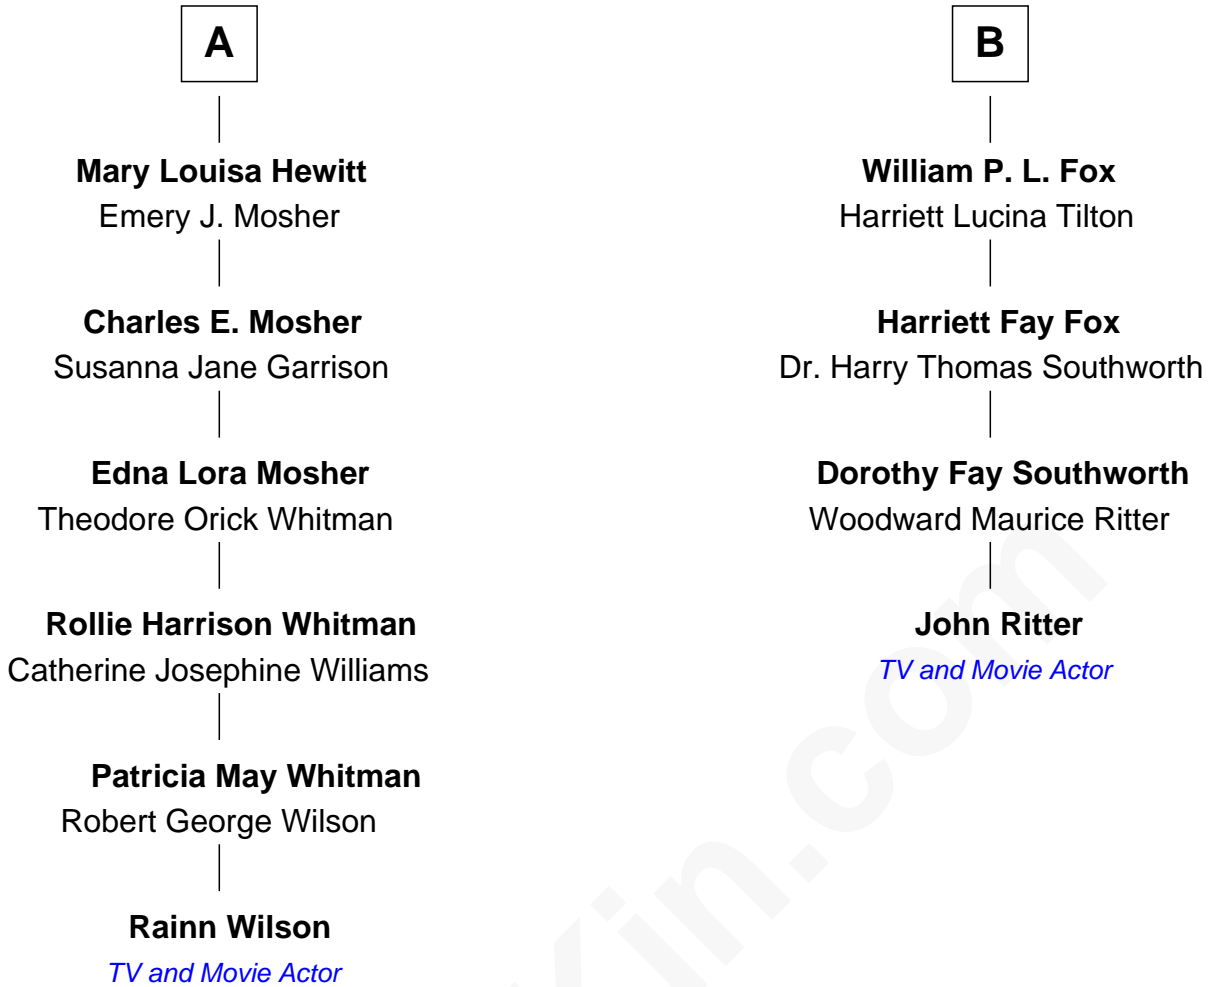 A
Mary Louisa Hewitt
Emery J. Mosher
Charles E. Mosher
Susanna Jane Garrison
Edna Lora Mosher
Theodore Orick Whitman
Rollie Harrison Whitman
Catherine Josephine Williams
Patricia May Whitman
Robert George Wilson
Rainn Wilson
TV and Movie Actor
B
William P. L. Fox
Harriett Lucina Tilton
Harriett Fay Fox
Dr. Harry Thomas Southworth
Dorothy Fay Southworth
Woodward Maurice Ritter
John Ritter
TV and Movie Actor
Kin.com